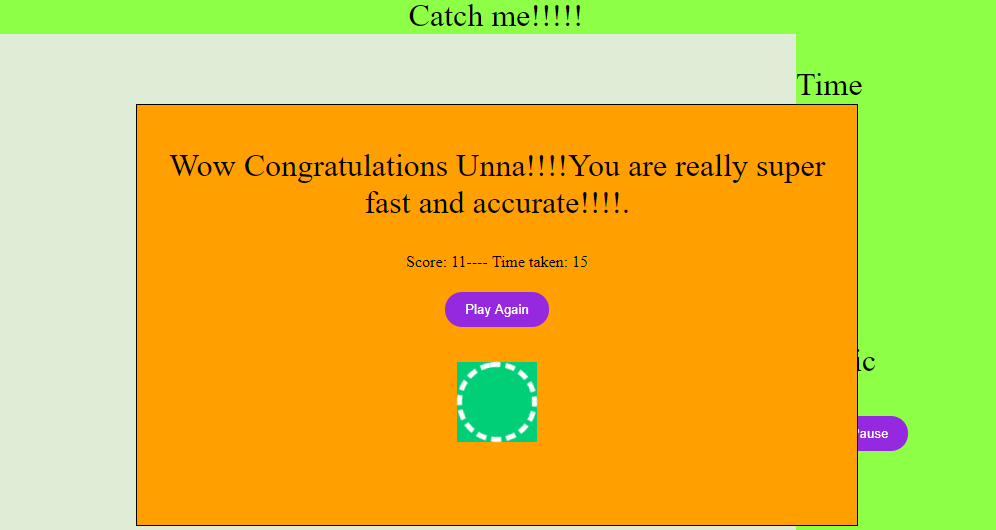 Catch me!!!!!
Time
Wow Congratulations Unna!!!!You are really super
fast and accurate!!!!.
Score: 11---- Time taken: 15
Play Again
ic
ause